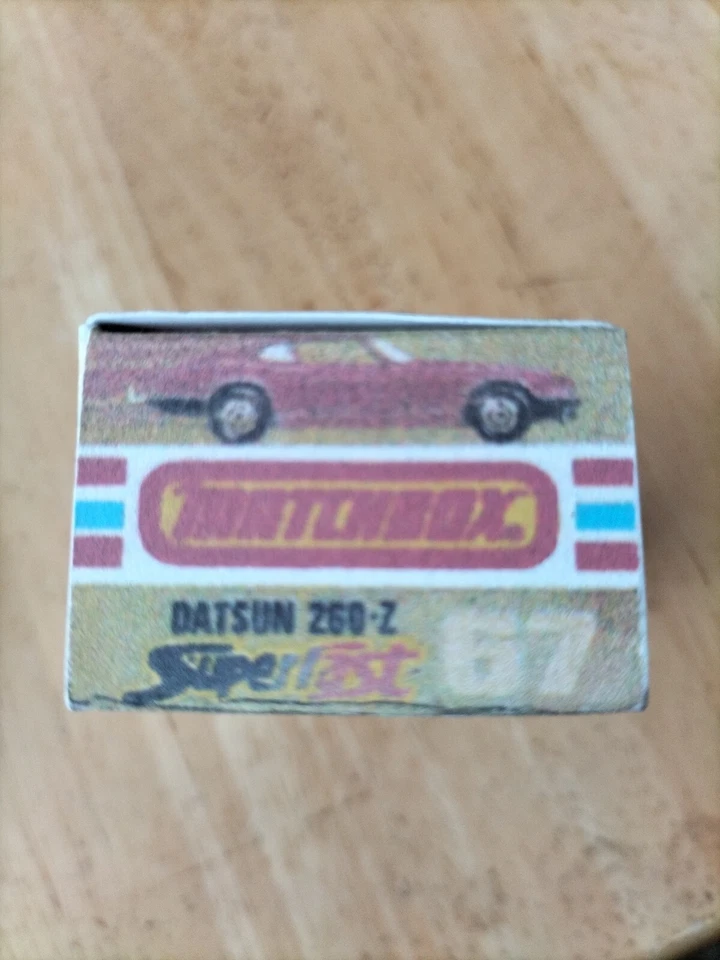 MATCHBOX
DATSUN 260·Z
Superfast
67